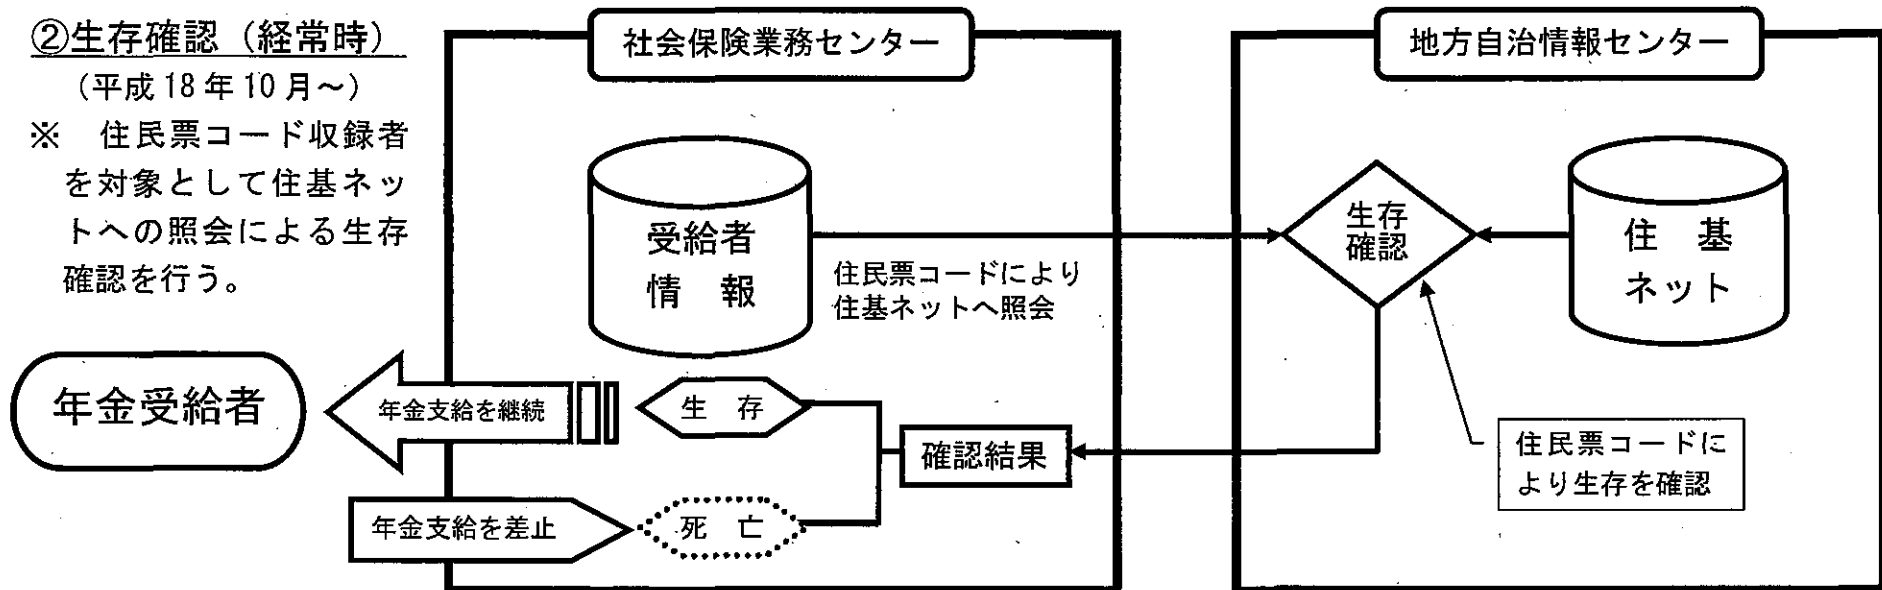 ②生存確認(経常時)
(平成18年10月~)
※ 住民票コード収録者
を対象として住基ネッ
トへの照会による生存
確認を行う。
社会保険業務センター
地方自治情報センター
受給者
情 報
住民票コードにより
住基ネットへ照会
生存
確認
住 基
ネット
年金受給者
年金支給を継続
生 存
確認結果
住民票コードに
より生存を確認
年金支給を差止
死 亡